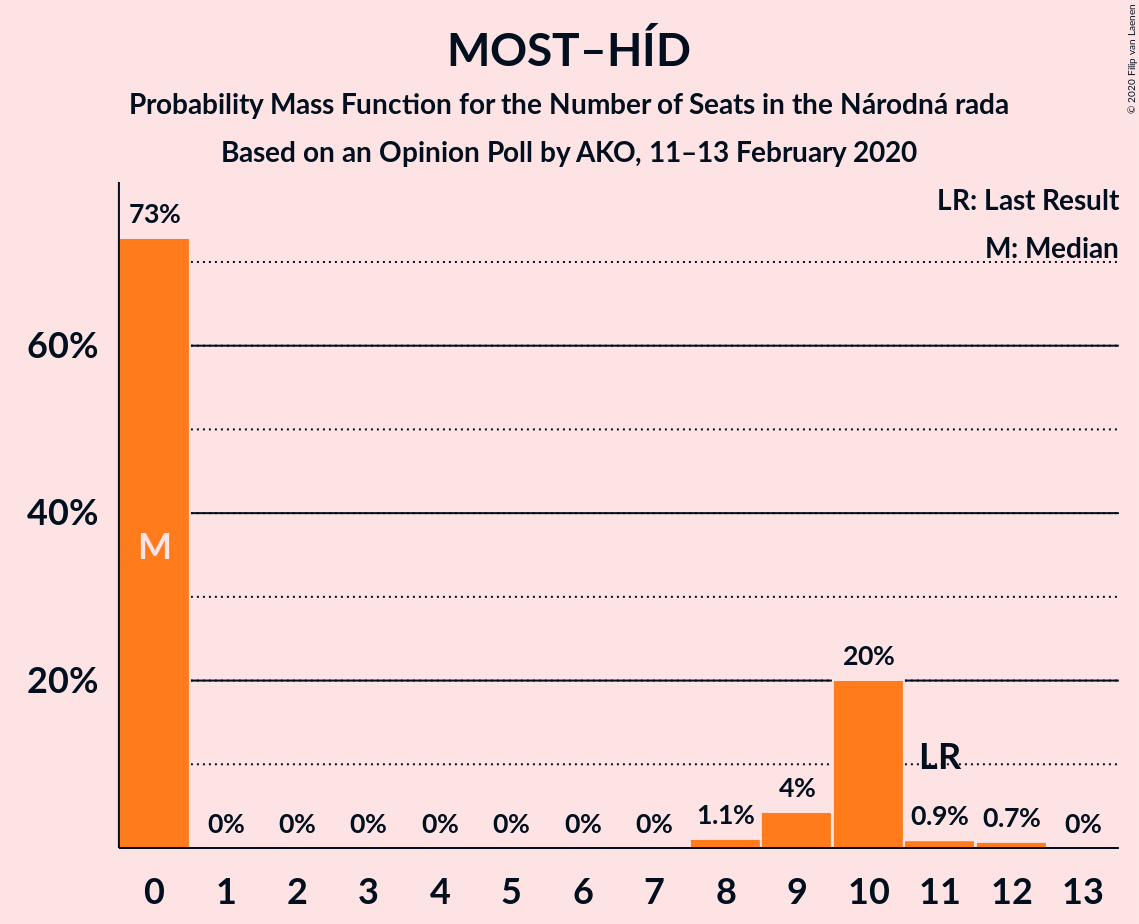 MOST–HÍD
Probability Mass Function for the Number of Seats in the Národná rada
Based on an Opinion Poll by AKO, 11–13 February 2020
© 2020 Filip van Laenen
LR: Last Result
M: Median
73%
60%
40%
20%
M
0%
0%
0%
0%
0%
0%
0%
1.1%
4%
20%
LR
0.9%
0.7%
0%
0 1 2 3 4 5 6 7 8 9 10 11 12 13